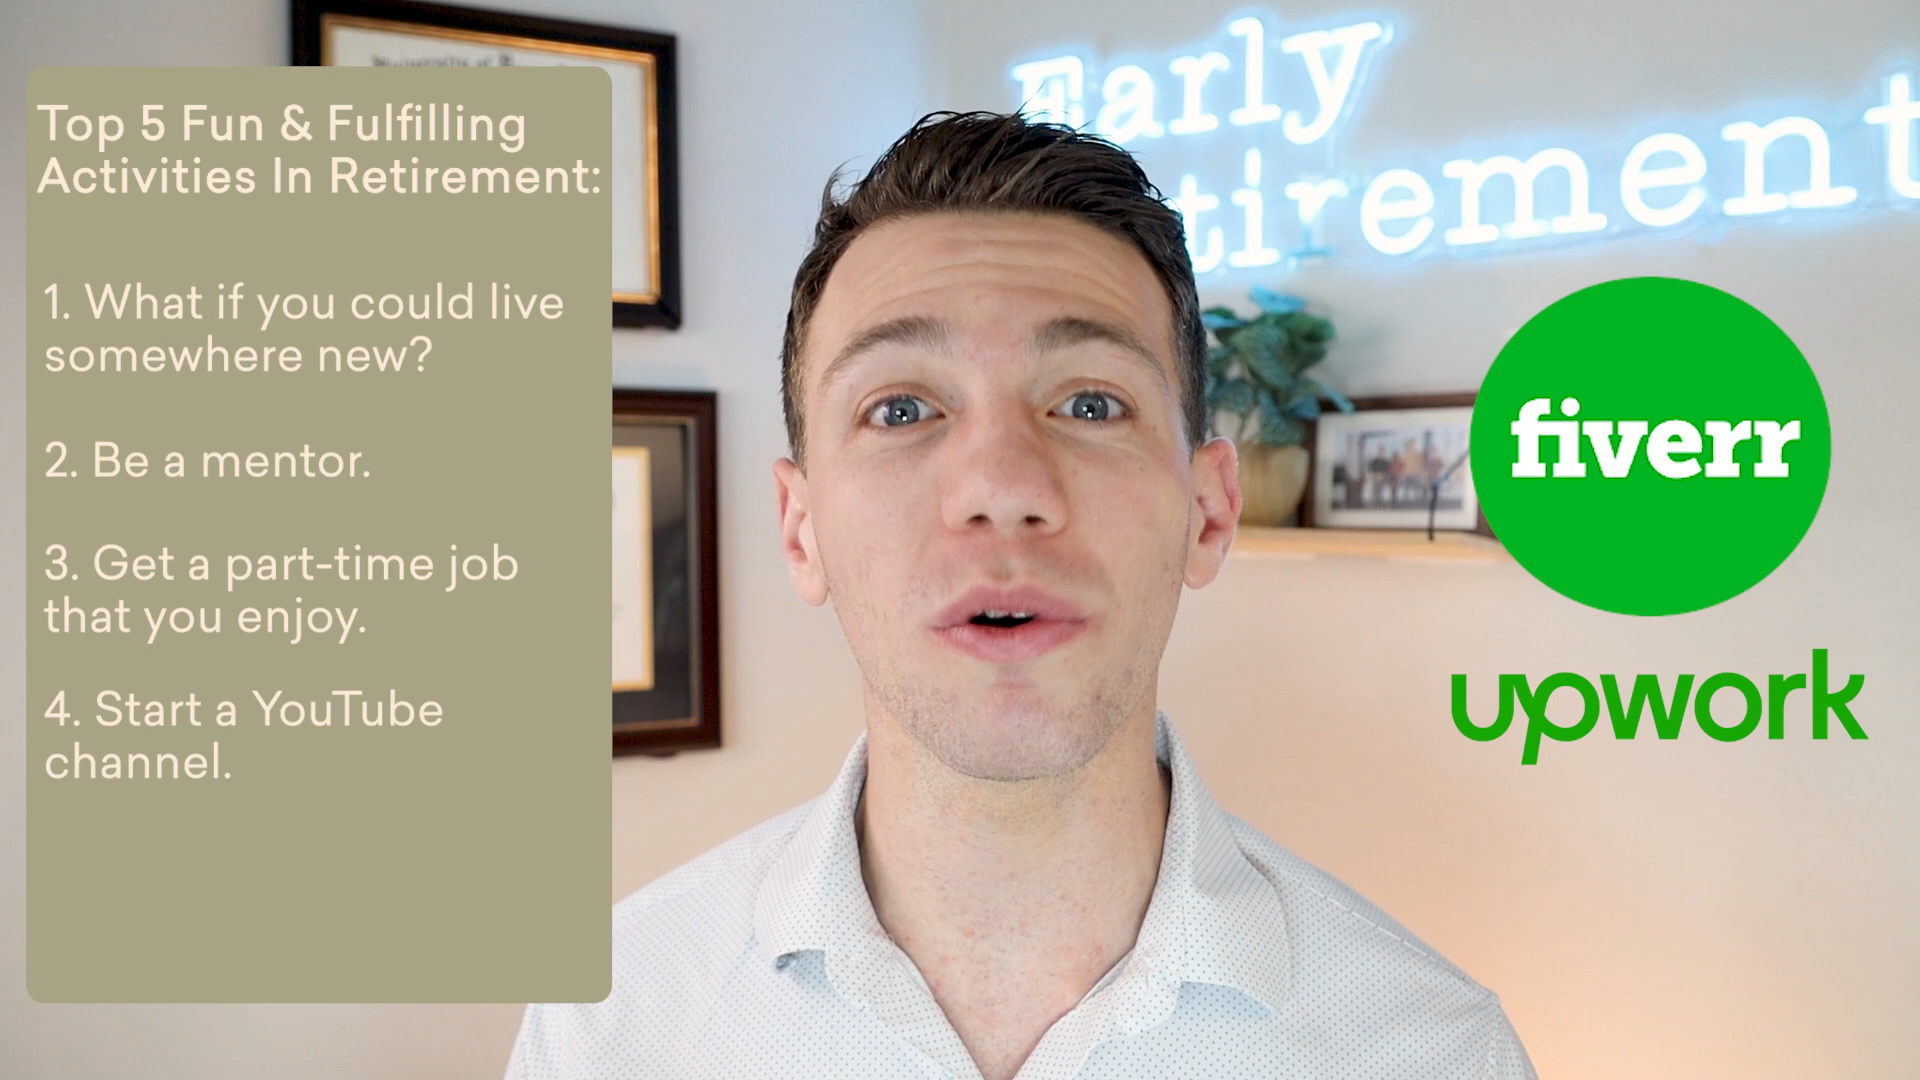 Top 5 Fun & Fulfilling
Activities In Retirement:
1. What if you could live
somewhere new?
2. Be a mentor.
3. Get a part-time job
that you enjoy.
4. Start a YouTube
channel.
Early
Retirement
fiverr
upwork